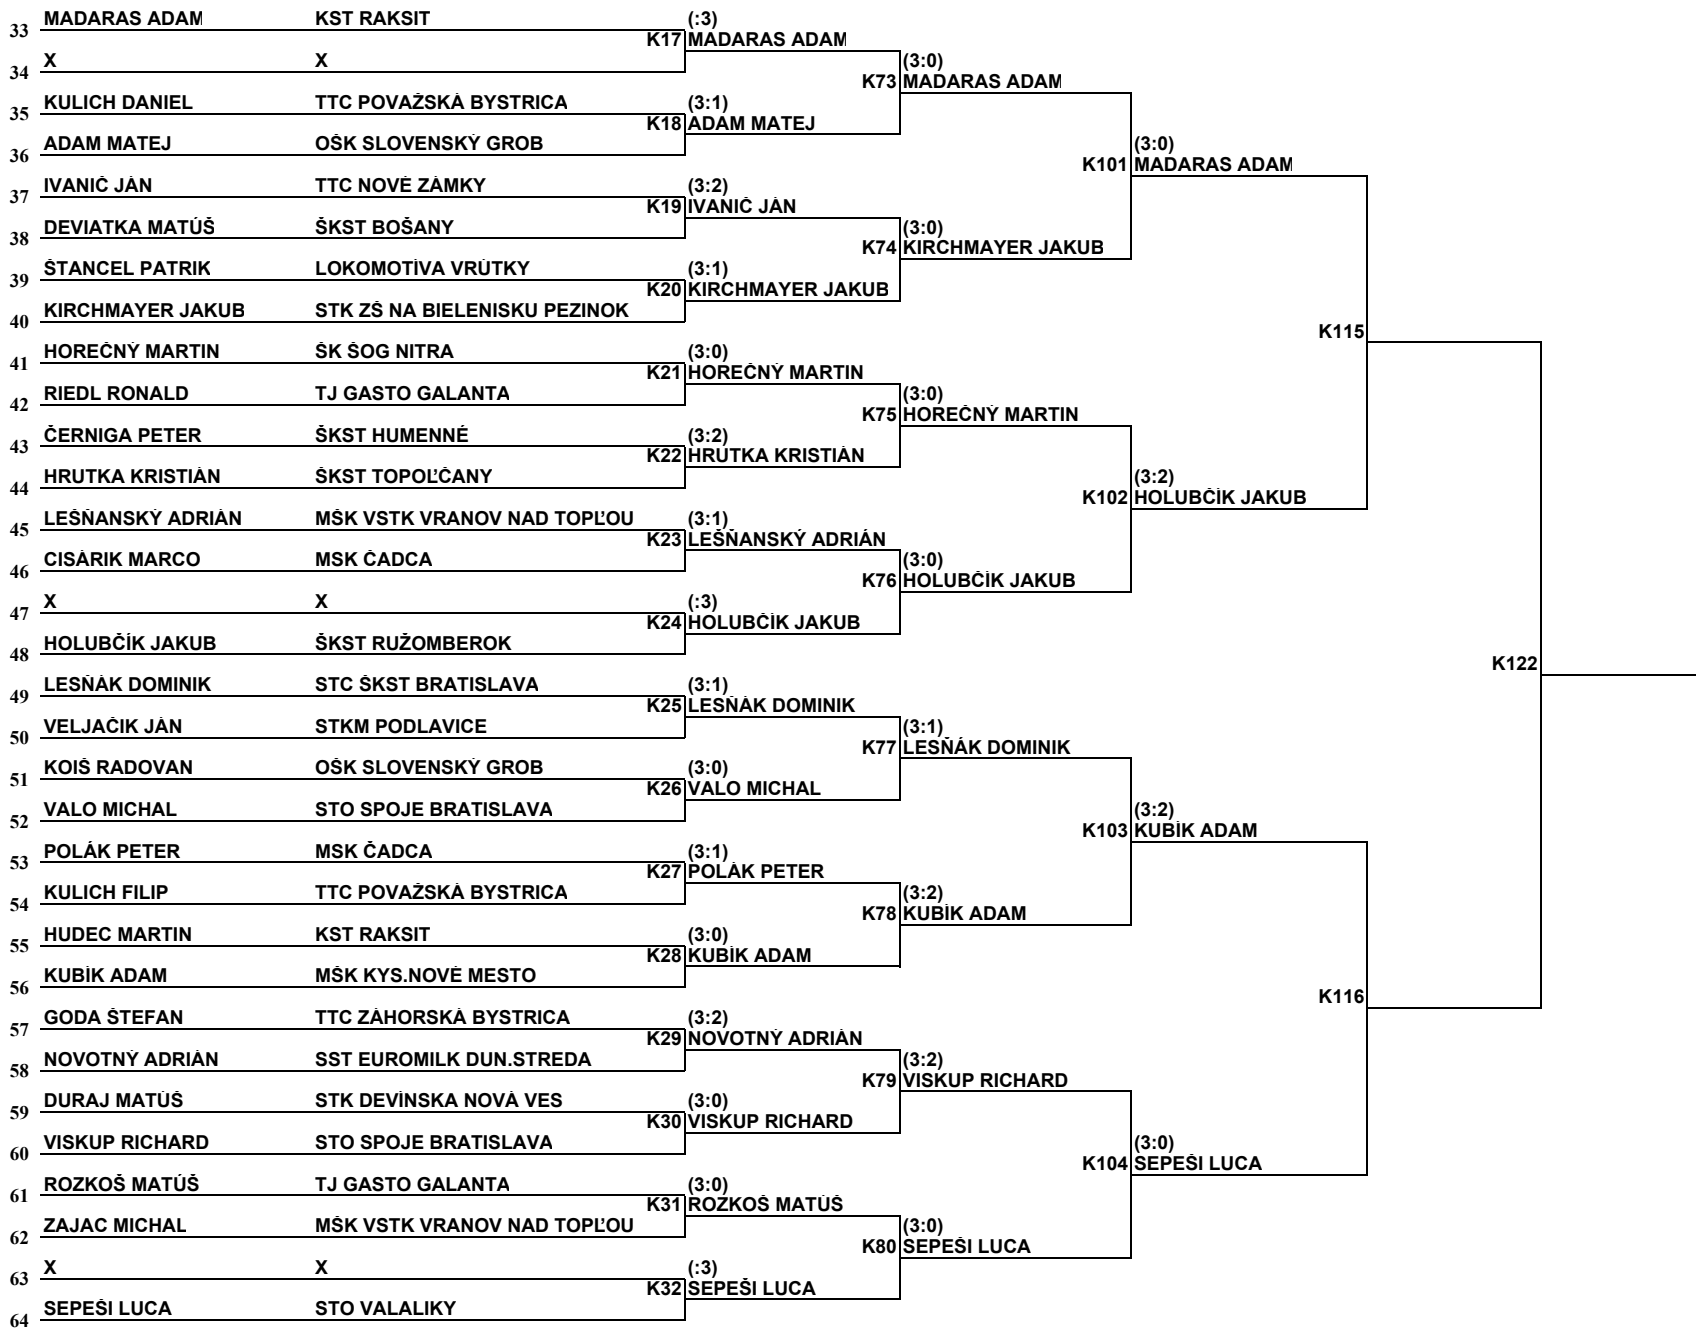 33 MADARAS ADAM KST RAKSIT (:3)
K17 MADARAS ADAM
34 X X (3:0)
K73 MADARAS ADAM
35 KULICH DANIEL TTC POVAŽSKÁ BYSTRICA (3:1)
K18 ADAM MATEJ
36 ADAM MATEJ OŠK SLOVENSKÝ GROB (3:0)
K101 MADARAS ADAM
37 IVANIČ JÁN TTC NOVÉ ZÁMKY (3:2)
K19 IVANIČ JÁN
38 DEVIATKA MATÚŠ ŠKST BOŠANY (3:0)
K74 KIRCHMAYER JAKUB
39 ŠTANCEL PATRIK LOKOMOTÍVA VRÚTKY (3:1)
K20 KIRCHMAYER JAKUB
40 KIRCHMAYER JAKUB STK ZŠ NA BIELENISKU PEZINOK
K115
41 HOREČNÝ MARTIN ŠK ŠOG NITRA (3:0)
K21 HOREČNÝ MARTIN
42 RIEDL RONALD TJ GASTO GALANTA (3:0)
K75 HOREČNÝ MARTIN
43 ČERNIGA PETER ŠKST HUMENNÉ (3:2)
K22 HRUTKA KRISTIÁN
44 HRUTKA KRISTIÁN ŠKST TOPOĽČANY (3:2)
K102 HOLUBČÍK JAKUB
45 LEŠŇANSKÝ ADRIÁN MŠK VSTK VRANOV NAD TOPĽOU (3:1)
K23 LEŠŇANSKÝ ADRIÁN
46 CISÁRIK MARCO MSK ČADCA (3:0)
K76 HOLUBČÍK JAKUB
47 X X (:3)
K24 HOLUBČÍK JAKUB
48 HOLUBČÍK JAKUB ŠKST RUŽOMBEROK
K122
49 LESŇÁK DOMINIK STC ŠKST BRATISLAVA (3:1)
K25 LESŇÁK DOMINIK
50 VELJAČIK JÁN STKM PODLAVICE (3:1)
K77 LESŇÁK DOMINIK
51 KOIŠ RADOVAN OŠK SLOVENSKÝ GROB (3:0)
K26 VALO MICHAL
52 VALO MICHAL STO SPOJE BRATISLAVA (3:2)
K103 KUBÍK ADAM
53 POLÁK PETER MSK ČADCA (3:1)
K27 POLÁK PETER
54 KULICH FILIP TTC POVAŽSKÁ BYSTRICA (3:2)
K78 KUBÍK ADAM
55 HUDEC MARTIN KST RAKSIT (3:0)
K28 KUBÍK ADAM
56 KUBÍK ADAM MŠK KYS.NOVÉ MESTO
K116
57 GODA ŠTEFAN TTC ZÁHORSKÁ BYSTRICA (3:2)
K29 NOVOTNÝ ADRIÁN
58 NOVOTNÝ ADRIÁN SST EUROMILK DUN.STREDA (3:2)
K79 VISKUP RICHARD
59 DURAJ MATÚŠ STK DEVÍNSKA NOVÁ VES (3:0)
K30 VISKUP RICHARD
60 VISKUP RICHARD STO SPOJE BRATISLAVA (3:0)
K104 SEPEŠI LUCA
61 ROZKOŠ MATÚŠ TJ GASTO GALANTA (3:0)
K31 ROZKOŠ MATÚŠ
62 ZAJAC MICHAL MŠK VSTK VRANOV NAD TOPĽOU (3:0)
K80 SEPEŠI LUCA
63 X X (:3)
K32 SEPEŠI LUCA
64 SEPEŠI LUCA STO VALALIKY